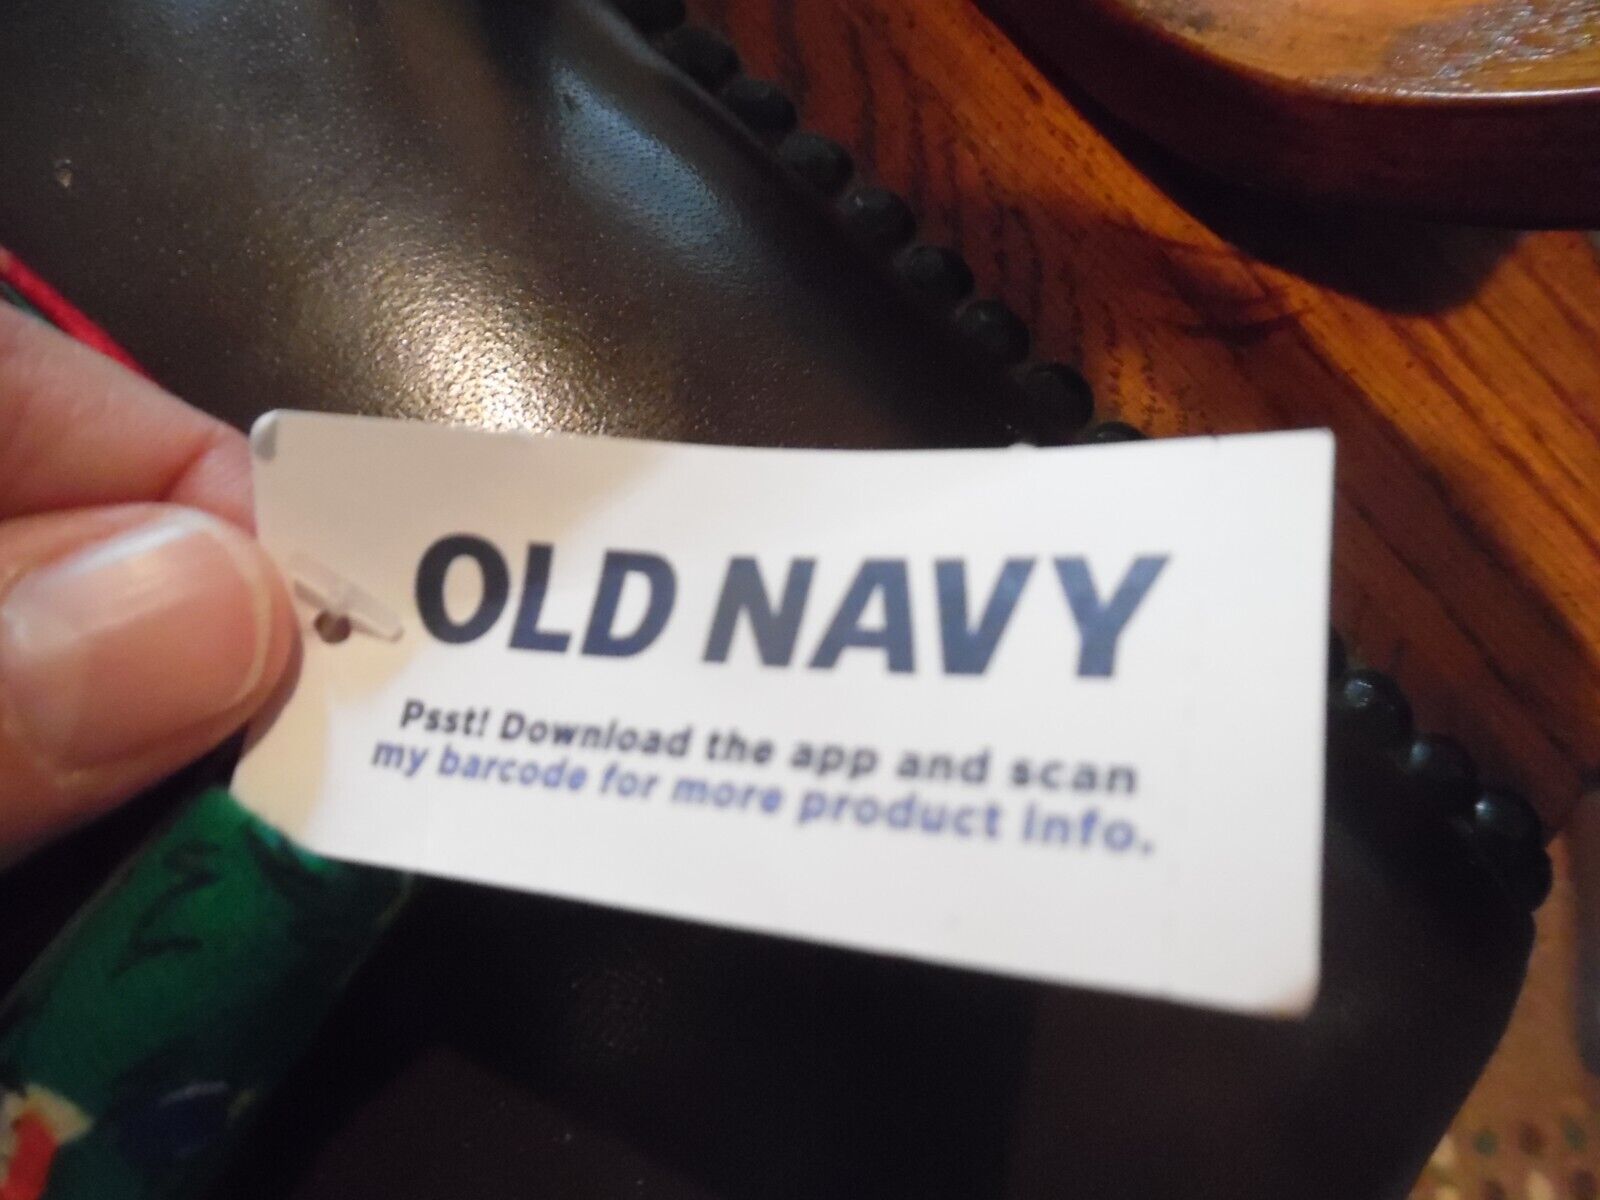 OLD NAVY
Psst! Download the app and scan
my barcode for more product info.